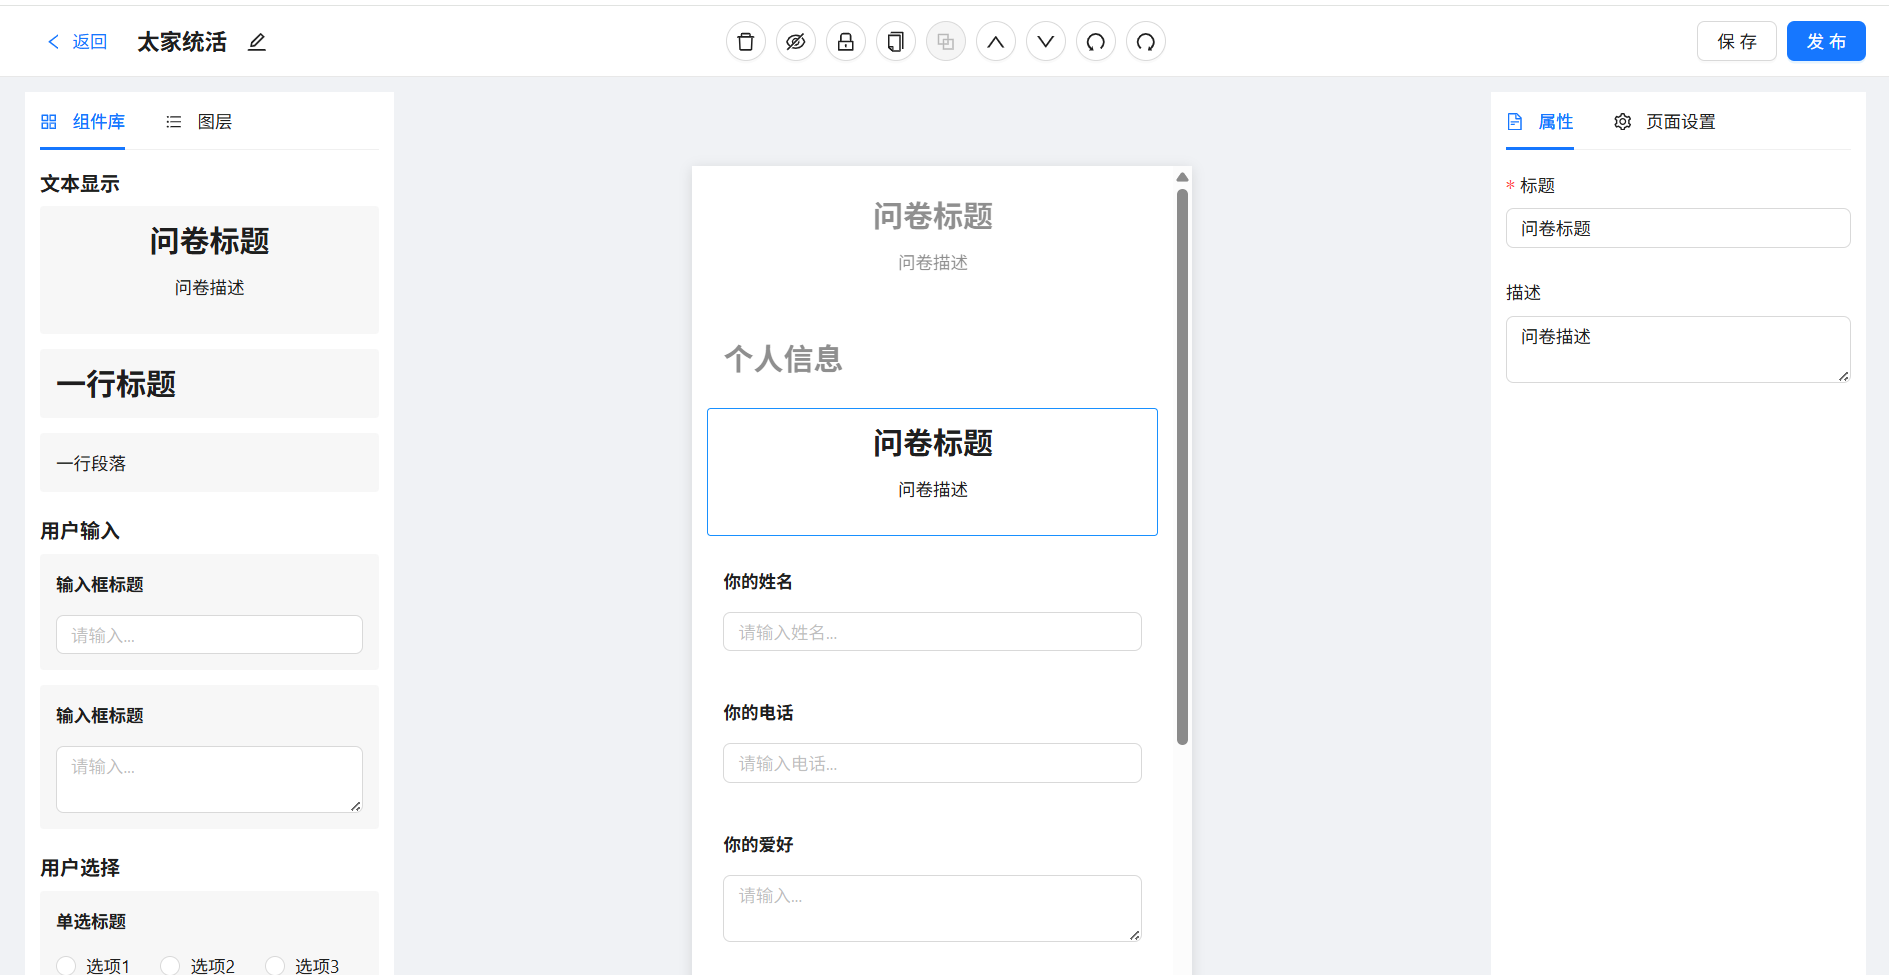 返回
太家统活
保 存
发 布
组件库
图层
文本显示
问卷标题
问卷描述
一行标题
一行段落
用户输入
输入框标题
请输入...
输入框标题
请输入...
用户选择
单选标题
选项1 选项2 选项3
问卷标题
问卷描述
个人信息
问卷标题
问卷描述
你的姓名
请输入姓名...
你的电话
请输入电话...
你的爱好
请输入...
属性
页面设置
* 标题
问卷标题
描述
问卷描述